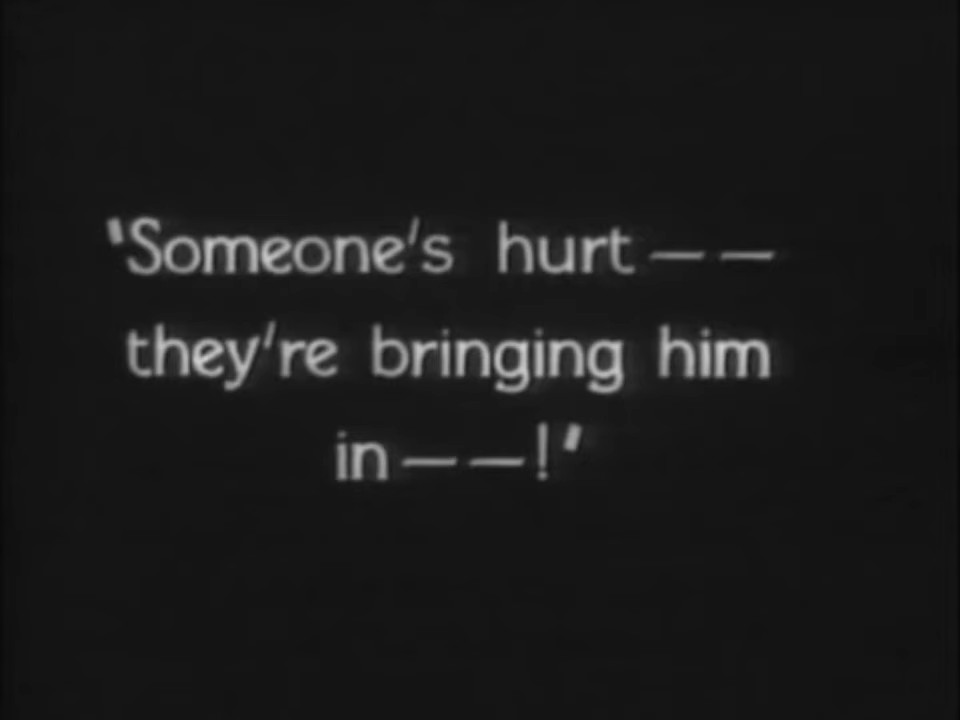 'Someone's hurt — —
they're bringing him
in — —!'